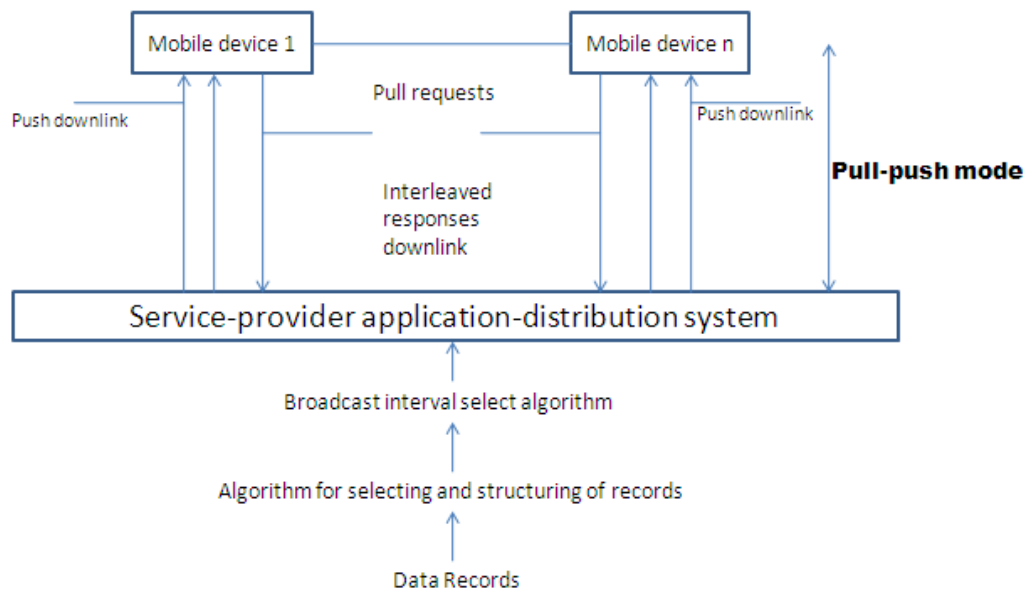 Mobile device 1
Mobile device n
Pull requests
Push downlink
Push downlink
Pull-push mode
Interleaved
responses
downlink
Service-provider application-distribution system
Broadcast interval select algorithm
Algorithm for selecting and structuring of records
Data Records